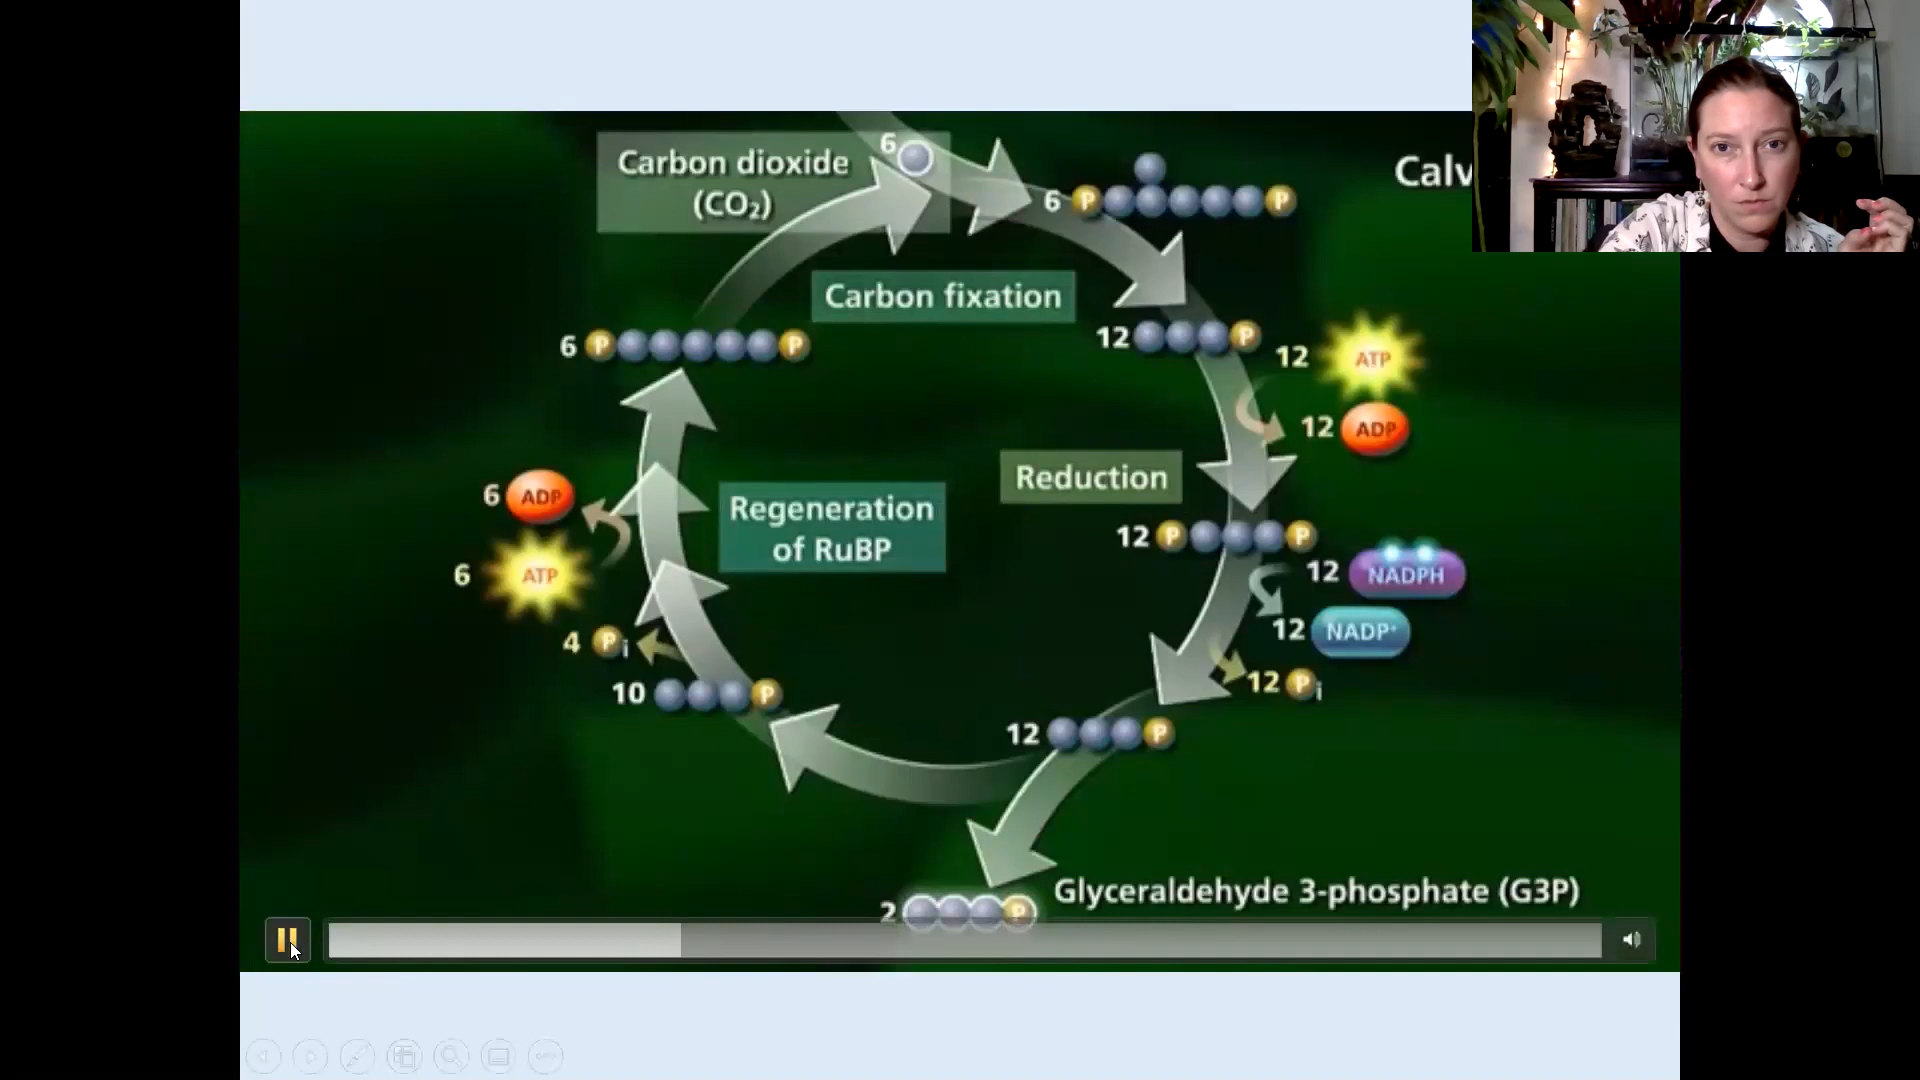 Carbon dioxide
(CO₂)
6
6 P P
Calv
Carbon fixation
6 P P
12 P
12 ATP
12 ADP
Reduction
12 P P
12 NADPH
12 NADP⁺
12 Pi
6 ADP
Regeneration
of RuBP
6 ATP
4 Pi
10 P
12 P
Glyceraldehyde 3-phosphate (G3P)
2 P